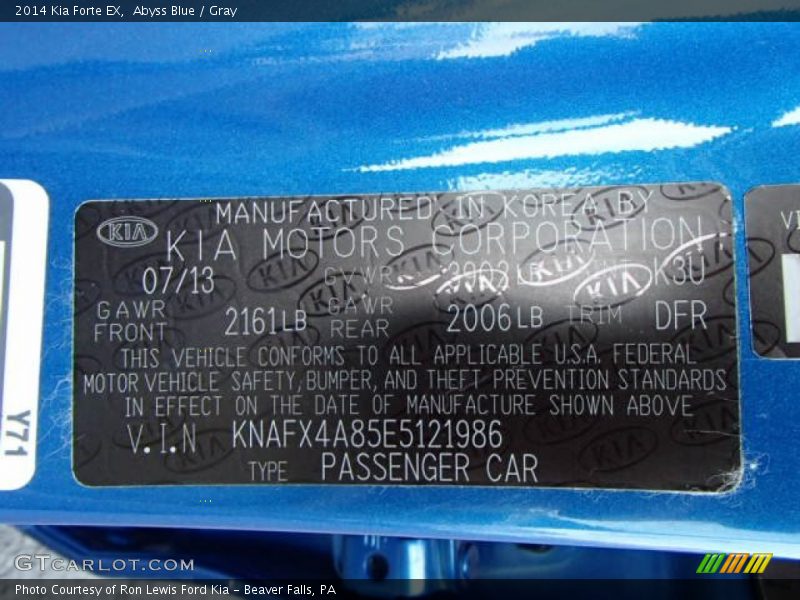 2014 Kia Forte EX, Abyss Blue / Gray
MANUFACTURED IN KOREA BY
KIA KIA MOTORS CORPORATION
07/13 GVWR K3U
GAWR FRONT 2161LB GAWR REAR 2006LB TRIM DFR
THIS VEHICLE CONFORMS TO ALL APPLICABLE U.S.A. FEDERAL
MOTOR VEHICLE SAFETY, BUMPER, AND THEFT PREVENTION STANDARDS
IN EFFECT ON THE DATE OF MANUFACTURE SHOWN ABOVE
V.I.N KNAFX4A85E5121986
TYPE PASSENGER CAR
Y71
GTCARLOT.COM
Photo Courtesy of Ron Lewis Ford Kia - Beaver Falls, PA